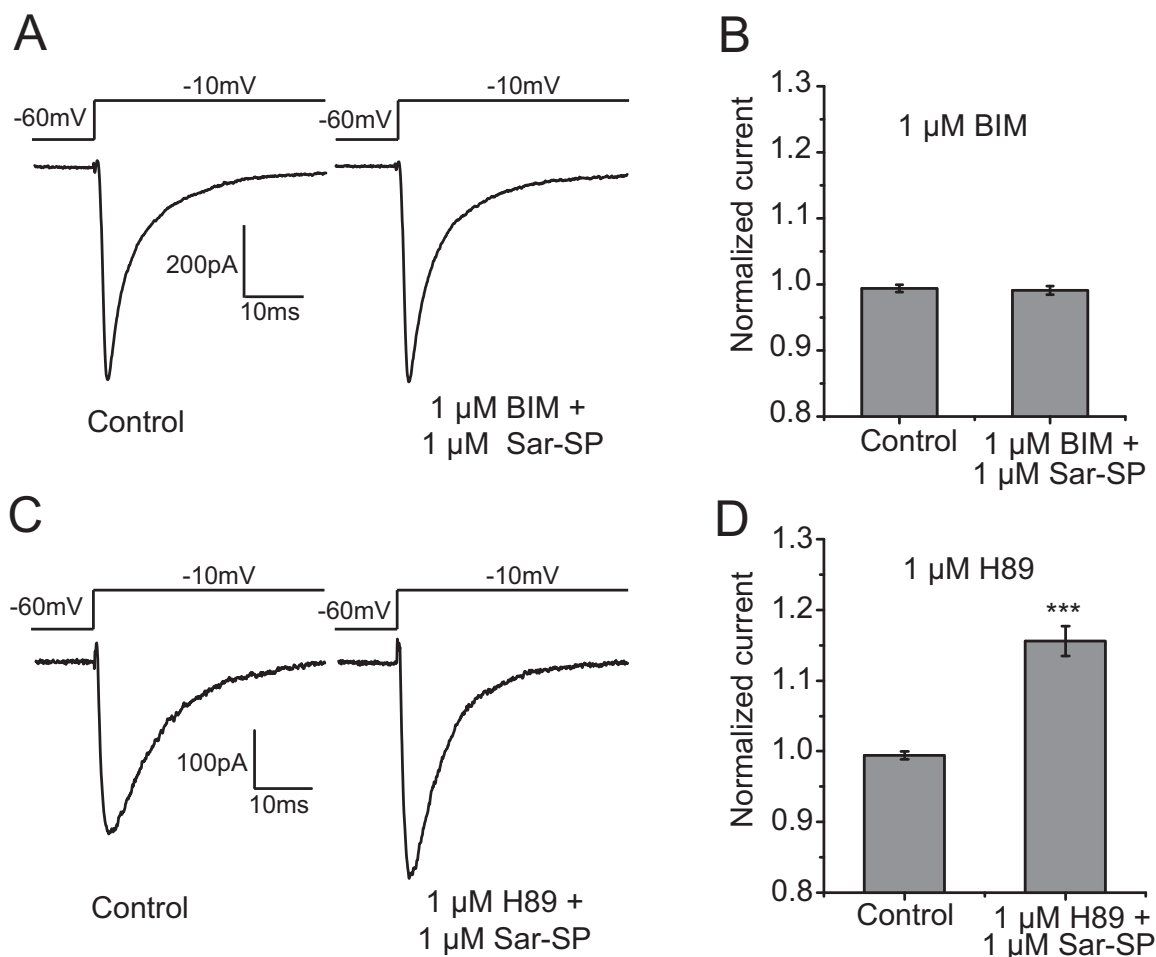 A
-10mV
-10mV
-60mV
-60mV
200pA
10ms
Control
1 µM BIM +
1 µM Sar-SP
B
1.3
1.2
1.1
1.0
0.9
0.8
Normalized current
1 µM BIM
Control
1 µM BIM +
1 µM Sar-SP
C
-10mV
-10mV
-60mV
-60mV
100pA
10ms
Control
1 µM H89 +
1 µM Sar-SP
D
1.3
1.2
1.1
1.0
0.9
0.8
Normalized current
1 µM H89
***
Control
1 µM H89 +
1 µM Sar-SP